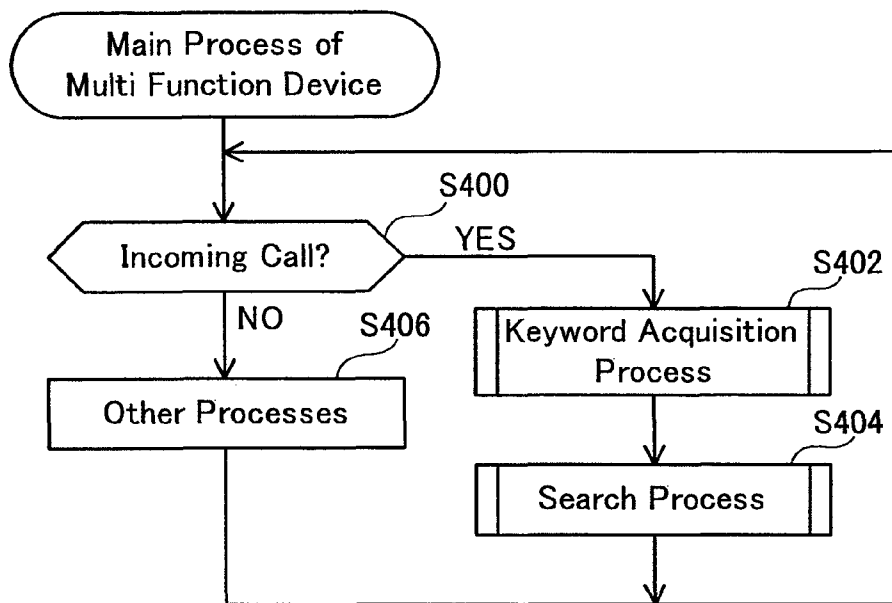 Main Process of
Multi Function Device
S400
Incoming Call?
YES
NO
S402
Keyword Acquisition
Process
S406
Other Processes
S404
Search Process